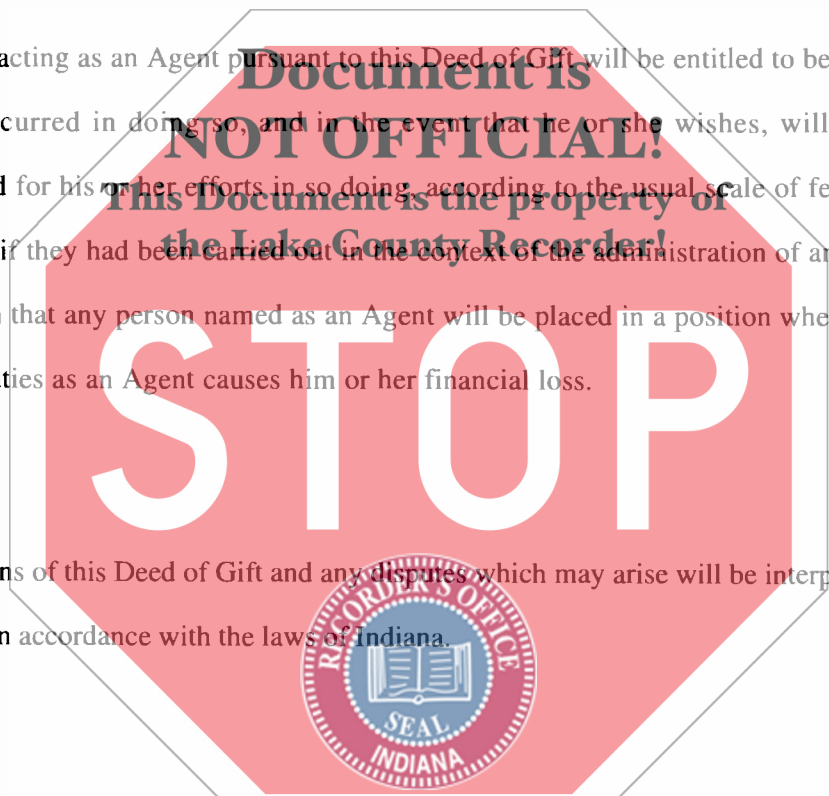 acting as an Agent pursuant to this Deed of Gift will be entitled to be
Document is
curred in doing so, and in the event that he or she wishes, will
NOT OFFICIAL!
for his or her efforts in so doing, according to the usual scale of fe
This Document is the property of
if they had been carried out in the context of the administration of an
the Lake County Recorder!
that any person named as an Agent will be placed in a position whe
STOP
ties as an Agent causes him or her financial loss.
ns of this Deed of Gift and any disputes which may arise will be interp
n accordance with the laws of Indiana.
RECORDER'S OFFICE
SEAL
INDIANA